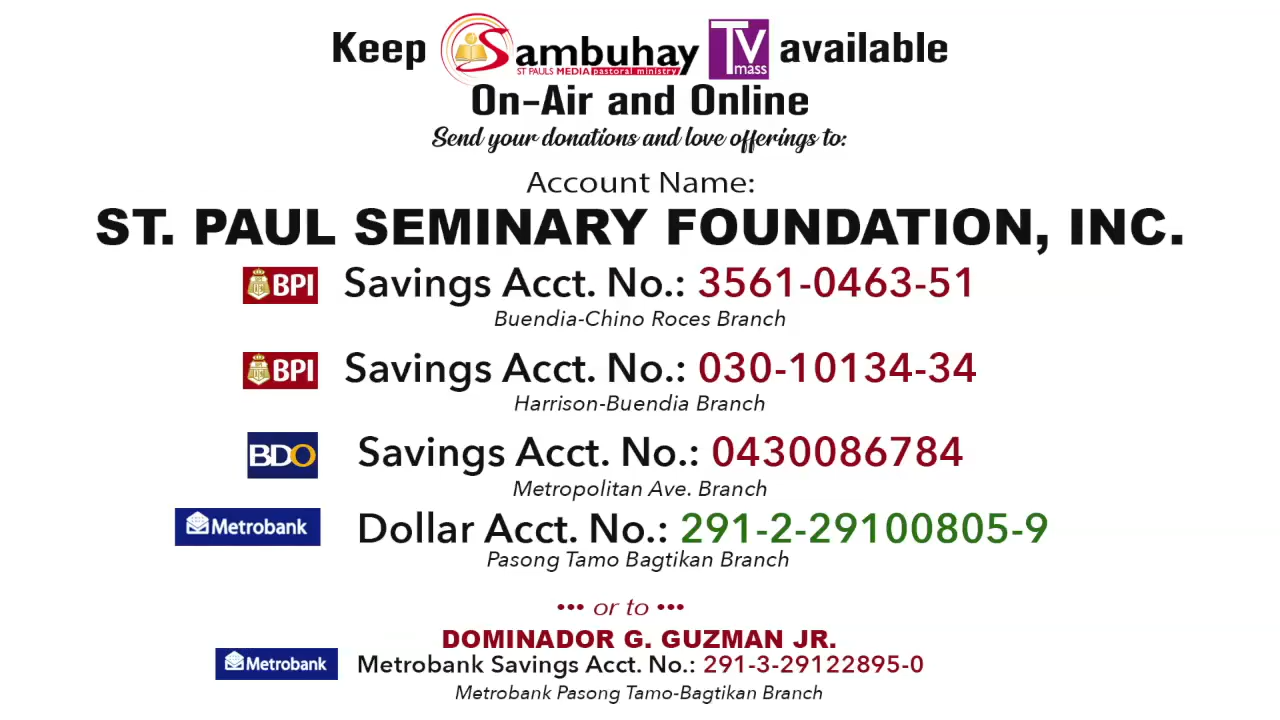 Keep Sambuhay TV mass available
ST PAULS MEDIA pastoral ministry
On-Air and Online
Send your donations and love offerings to:
Account Name:
ST. PAUL SEMINARY FOUNDATION, INC.
BPI Savings Acct. No.: 3561-0463-51
Buendia-Chino Roces Branch
BPI Savings Acct. No.: 030-10134-34
Harrison-Buendia Branch
BDO Savings Acct. No.: 0430086784
Metropolitan Ave. Branch
Metrobank Dollar Acct. No.: 291-2-29100805-9
Pasong Tamo Bagtikan Branch
••• or to •••
DOMINADOR G. GUZMAN JR.
Metrobank Metrobank Savings Acct. No.: 291-3-29122895-0
Metrobank Pasong Tamo-Bagtikan Branch